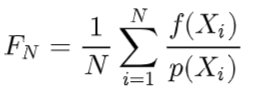 F_N = \frac{1}{N} \sum_{i=1}^{N} \frac{f(X_i)}{p(X_i)}